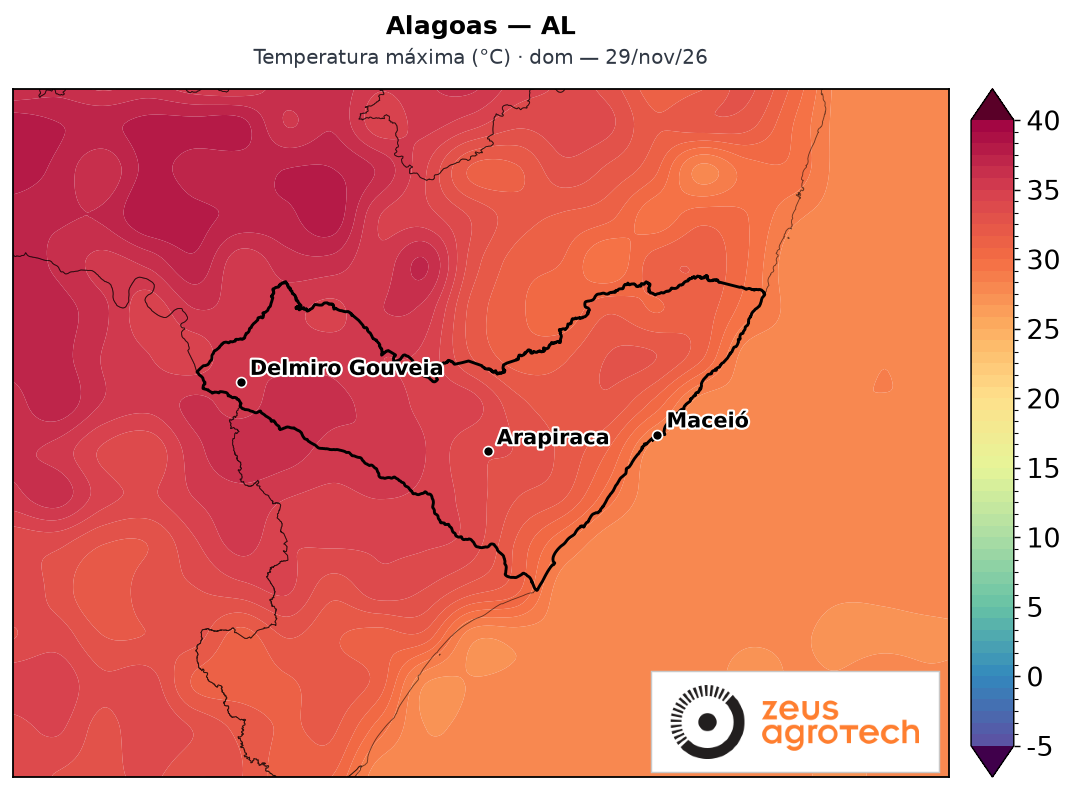 Alagoas — AL
Temperatura máxima (°C) · dom — 29/nov/26
Delmiro Gouveia
Maceió
Arapiraca
40
35
30
25
20
15
10
5
0
-5
zeus
agrotech